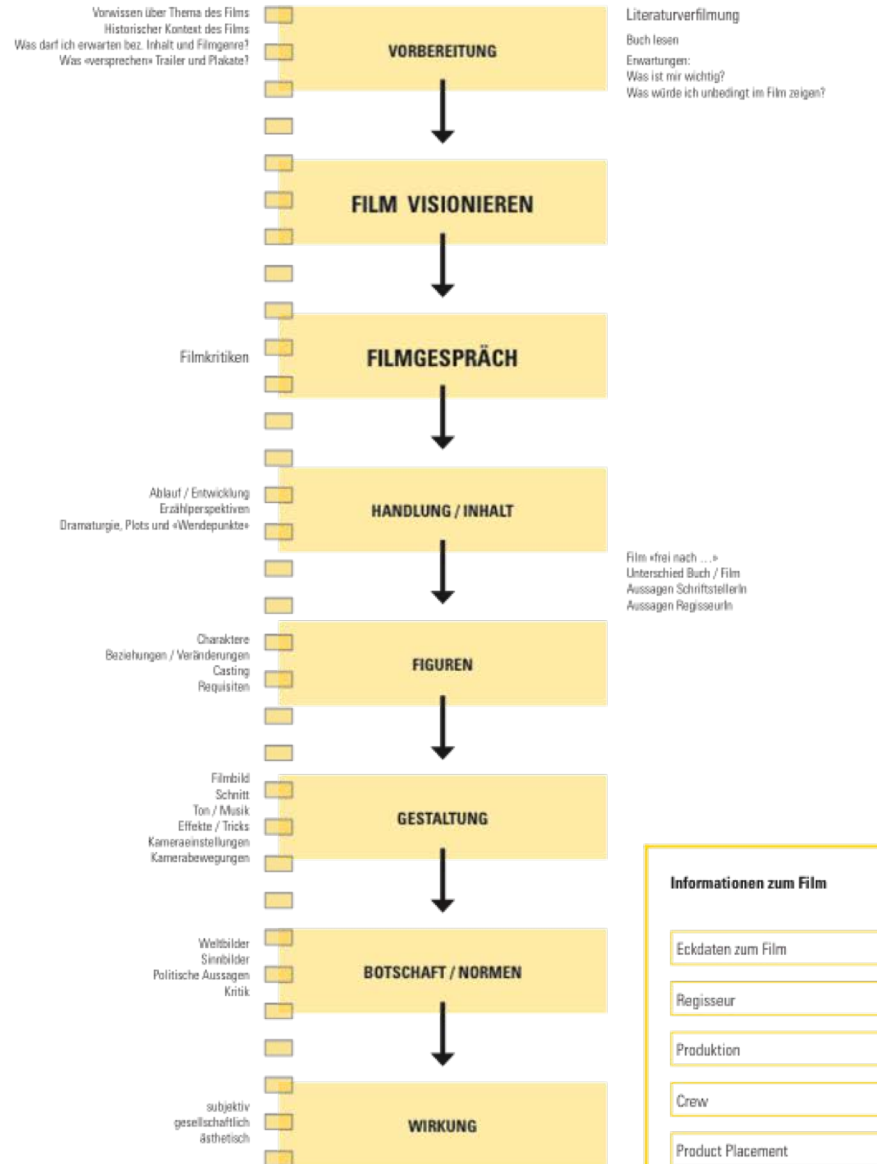 Vorwissen über Thema des Films
Historischer Kontext des Films
Was darf ich erwarten bez. Inhalt und Filmgenre?
Was «versprechen» Trailer und Plakate?
VORBEREITUNG
Literaturverfilmung
Buch lesen
Erwartungen:
Was ist mir wichtig?
Was würde ich unbedingt im Film zeigen?
FILM VISIONIEREN
Filmkritiken
FILMGESPRÄCH
Ablauf / Entwicklung
Erzählperspektiven
Dramaturgie, Plots und «Wendepunkte»
HANDLUNG / INHALT
Film «frei nach ...»
Unterschied Buch / Film
Aussagen SchriftstellerIn
Aussagen RegisseurIn
Charaktere
Beziehungen / Veränderungen
Casting
Requisiten
FIGUREN
Filmbild
Schnitt
Ton / Musik
Effekte / Tricks
Kameraeinstellungen
Kamerabewegungen
GESTALTUNG
Weltbilder
Sinnbilder
Politische Aussagen
Kritik
BOTSCHAFT / NORMEN
subjektiv
gesellschaftlich
ästhetisch
WIRKUNG
Informationen zum Film
Eckdaten zum Film
Regisseur
Produktion
Crew
Product Placement